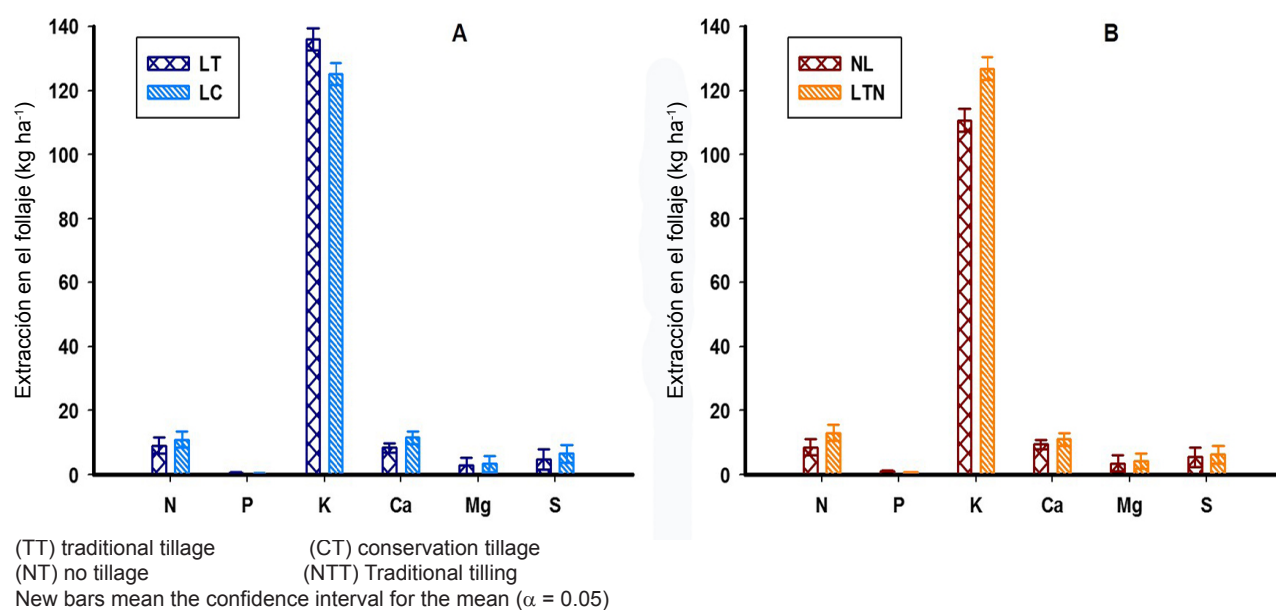 A
LT
LC
Extracción en el follaje (kg ha⁻¹)
140
120
100
80
60
40
20
0
N P K Ca Mg S
B
NL
LTN
Extracción en el follaje (kg ha⁻¹)
140
120
100
80
60
40
20
0
N P K Ca Mg S
(TT) traditional tillage (CT) conservation tillage
(NT) no tillage (NTT) Traditional tilling
New bars mean the confidence interval for the mean (α = 0.05)